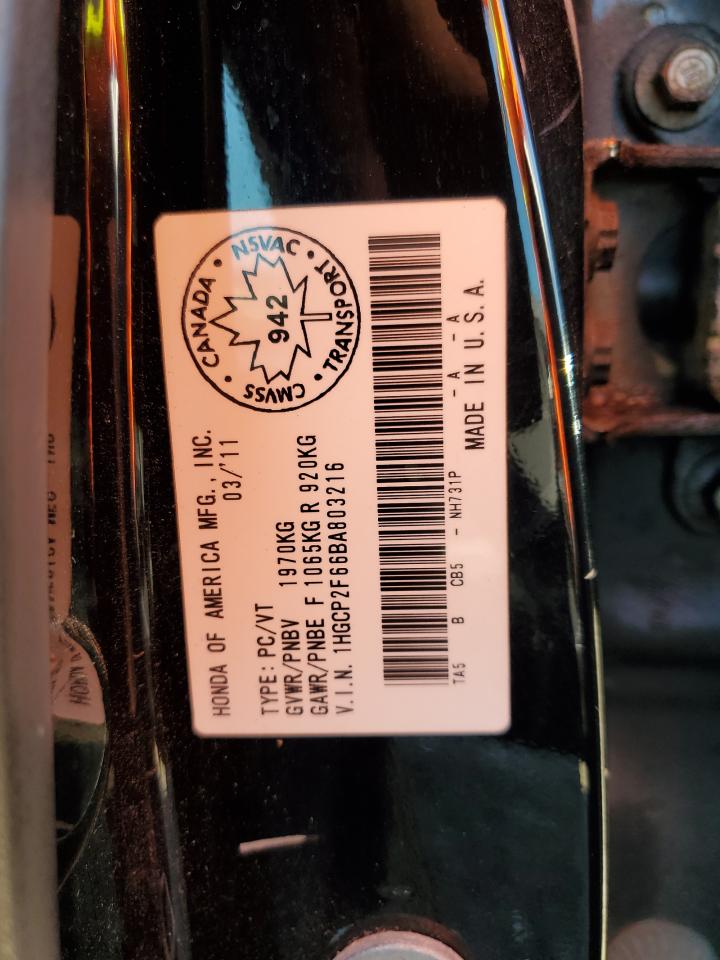 HONDA OF AMERICA MFG., INC.
03/'11
TYPE: PC/VT
GVWR/PNBV 1970KG
GAWR/PNBE F 1065KG R 920KG
V.I.N. 1HGCP2F66BA803216
CANADA • NSVAC • TRANSPORT • CMVSS •
942
TA5 B CB5 - NH731P - A - A
MADE IN U.S.A.